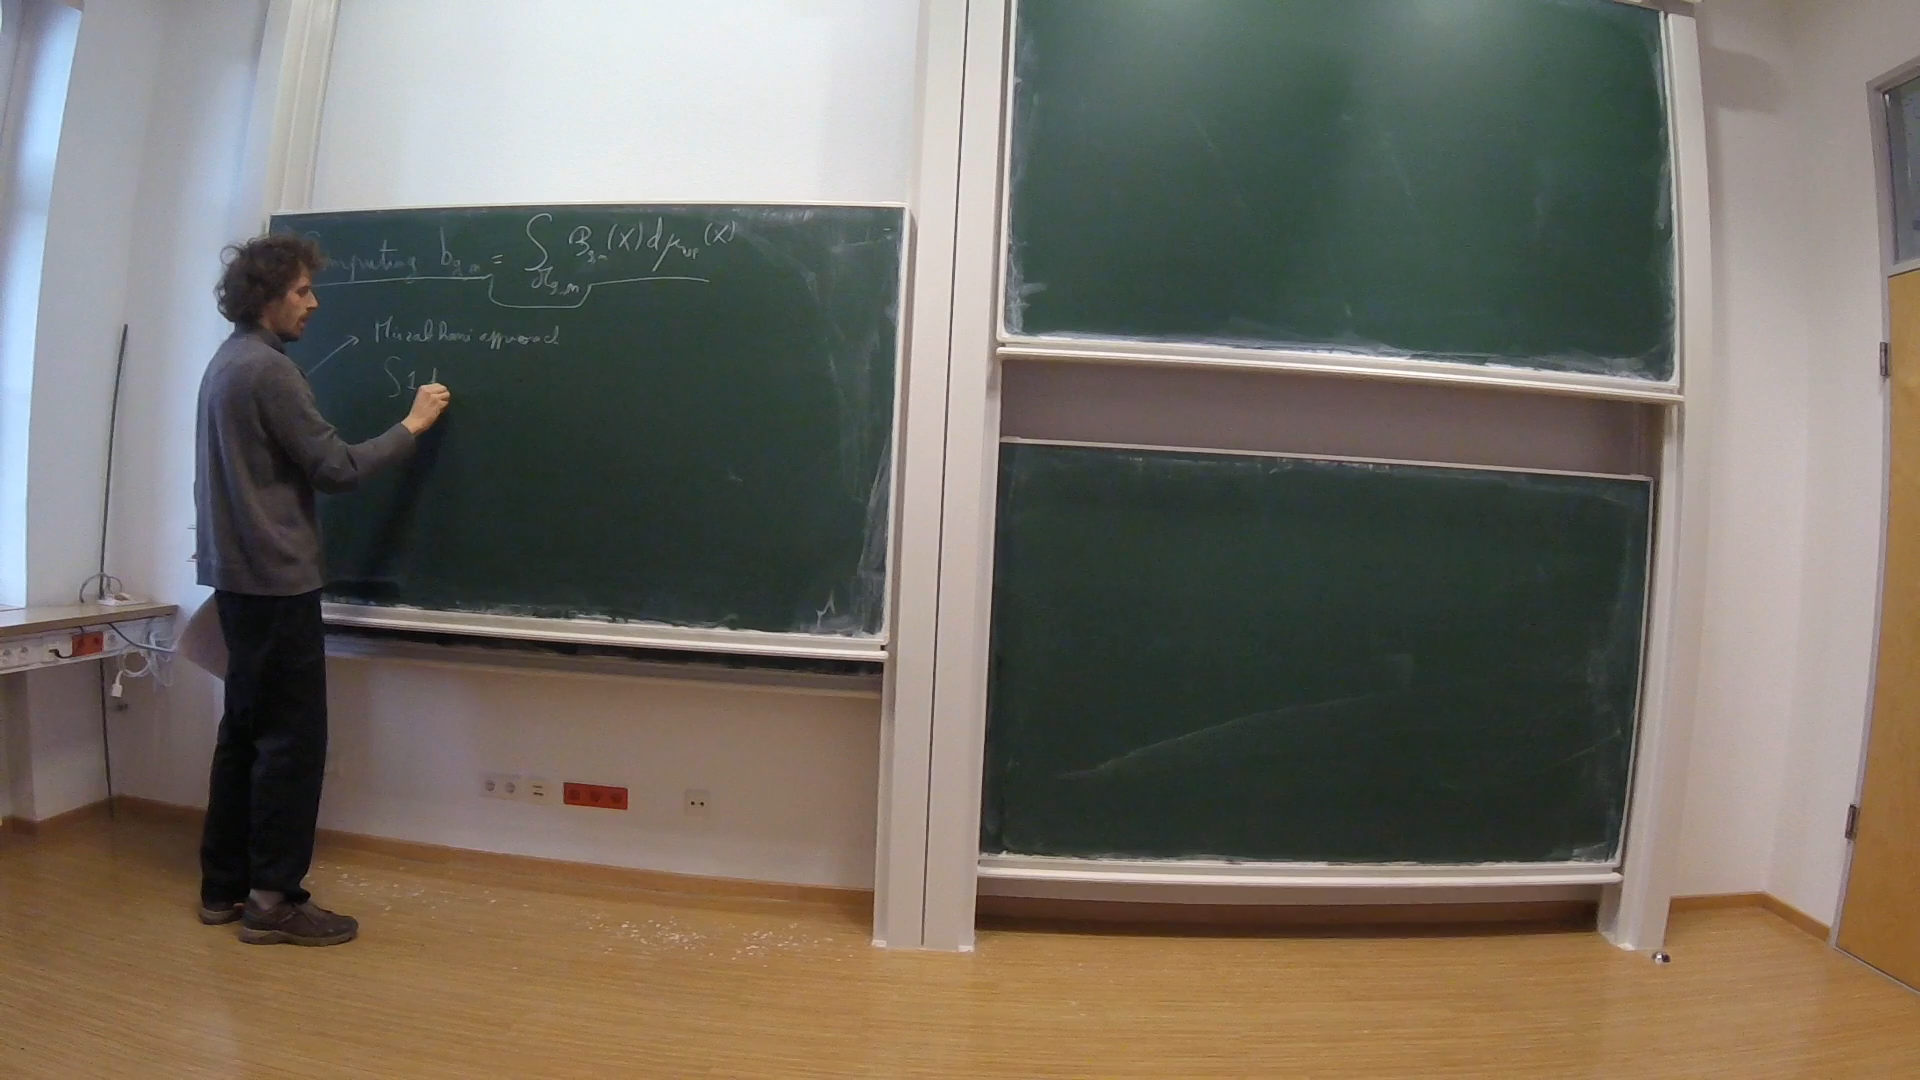 Computing b_{g,n} = ∫_{M_{g,n}} B_{g,n}(X) dμ_{WP}(X)
→ Mirzakhani approach
∫ 1 d